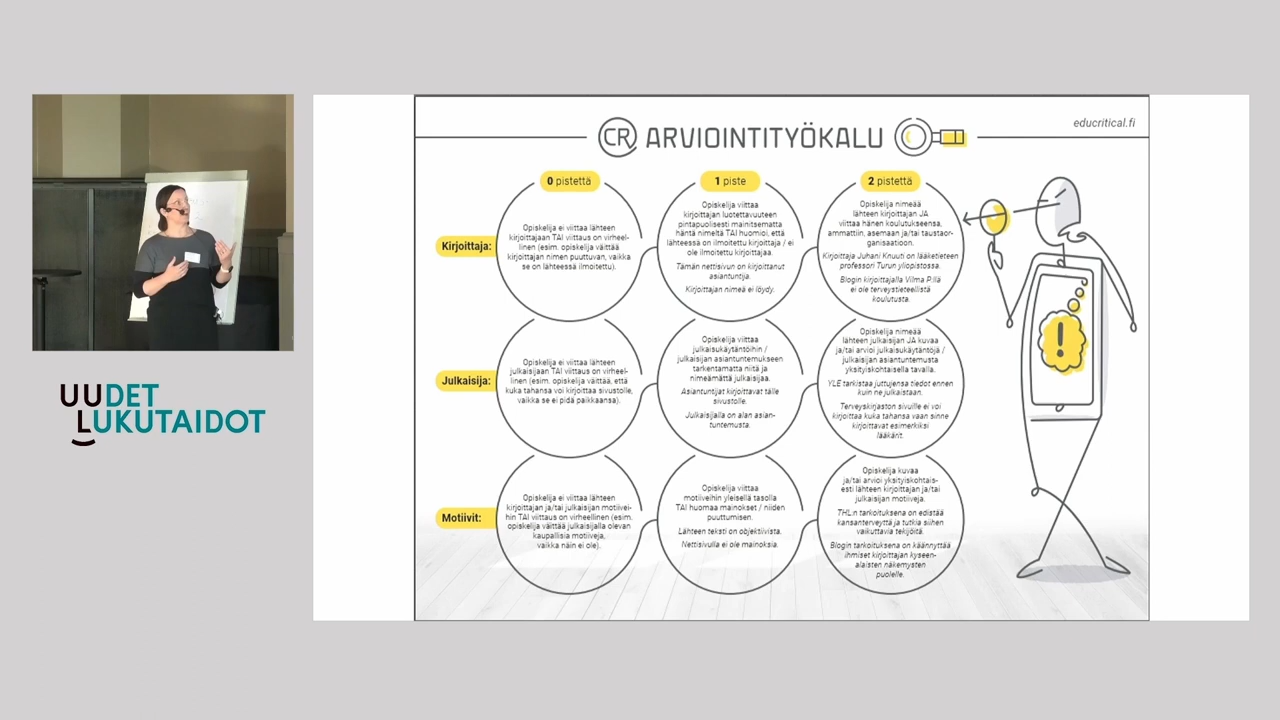 CR ARVIOINTITYÖKALU
educritical.fi
0 pistettä
1 piste
2 pistettä
Kirjoittaja:
Opiskelija ei viittaa lähteen
kirjoittajaan TAI viittaus on virheel-
linen (esim. opiskelija väittää
kirjoittajan nimen puuttuvan, vaikka
se on lähteessä ilmoitettu).
Opiskelija viittaa
kirjoittajan luotettavuuteen
pintapuolisesti mainitsematta
häntä nimeltä TAI huomioi, että
lähteessä on ilmoitettu kirjoittaja / ei
ole ilmoitettu kirjoittajaa.
Tämän nettisivun on kirjoittanut
asiantuntija.
Kirjoittajan nimeä ei löydy.
Opiskelija nimeää
lähteen kirjoittajan JA
viittaa hänen koulutukseensa,
ammattiin, asemaan ja/tai taustaor-
ganisaatioon.
Kirjoittaja Juhani Knuuti on lääketieteen
professori Turun yliopistossa.
Blogin kirjoittajalla Vilma P:llä
ei ole terveystieteellistä
koulutusta.
Julkaisija:
Opiskelija ei viittaa lähteen
julkaisijaan TAI viittaus on virheel-
linen (esim. opiskelija väittää, että
kuka tahansa voi kirjoittaa sivustolle,
vaikka se ei pidä paikkaansa).
Opiskelija viittaa
julkaisukäytäntöihin /
julkaisijan asiantuntemukseen
tarkentamatta niitä ja
nimeämättä julkaisijaa.
Asiantuntijat kirjoittavat tälle
sivustolle.
Julkaisijalla on alan asian-
tuntemusta.
Opiskelija nimeää
lähteen julkaisijan JA kuvaa
ja/tai arvioi julkaisukäytäntöjä /
julkaisijan asiantuntemusta
yksityiskohtaisella tavalla.
YLE tarkistaa juttujensa tiedot ennen
kuin ne julkaistaan.
Terveyskirjaston sivuille ei voi
kirjoittaa kuka tahansa vaan sinne
kirjoittavat esimerkiksi
lääkärit.
Motiivit:
Opiskelija ei viittaa lähteen
kirjoittajan ja/tai julkaisijan motiivei-
hin TAI viittaus on virheellinen (esim.
opiskelija väittää julkaisijalla olevan
kaupallisia motiiveja,
vaikka näin ei ole).
Opiskelija viittaa
motiiveihin yleisellä tasolla
TAI huomaa mainokset / niiden
puuttumisen.
Lähteen teksti on objektiivista.
Nettisivulla ei ole mainoksia.
Opiskelija kuvaa
ja/tai arvioi yksityiskohtais-
esti lähteen kirjoittajan ja/tai
julkaisijan motiveja.
THL:n tarkoituksena on edistää
kansanterveyttä ja tutkia siihen
vaikuttavia tekijöitä.
Blogin tarkoituksena on käännyttää
ihmiset kirjoittajan kyseen-
alaisten näkemysten
puolelle.
UUDET
LUKUTAIDOT